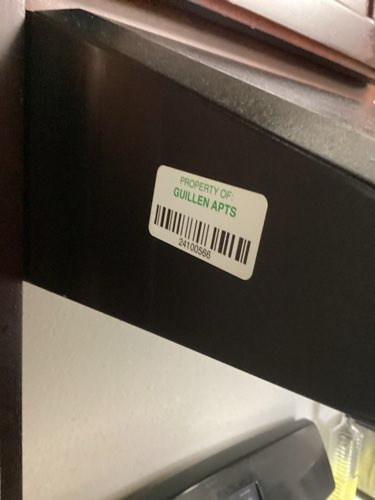 PROPERTY OF:
GUILLEN APTS
24100566